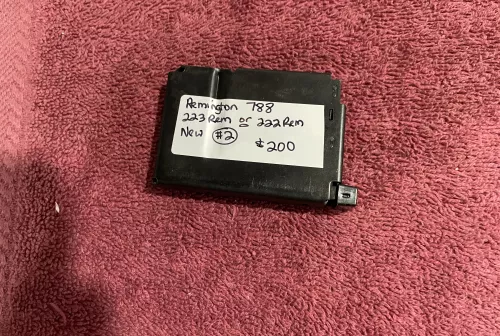 Remington 788
223 Rem or 222 Rem
New #2 $200